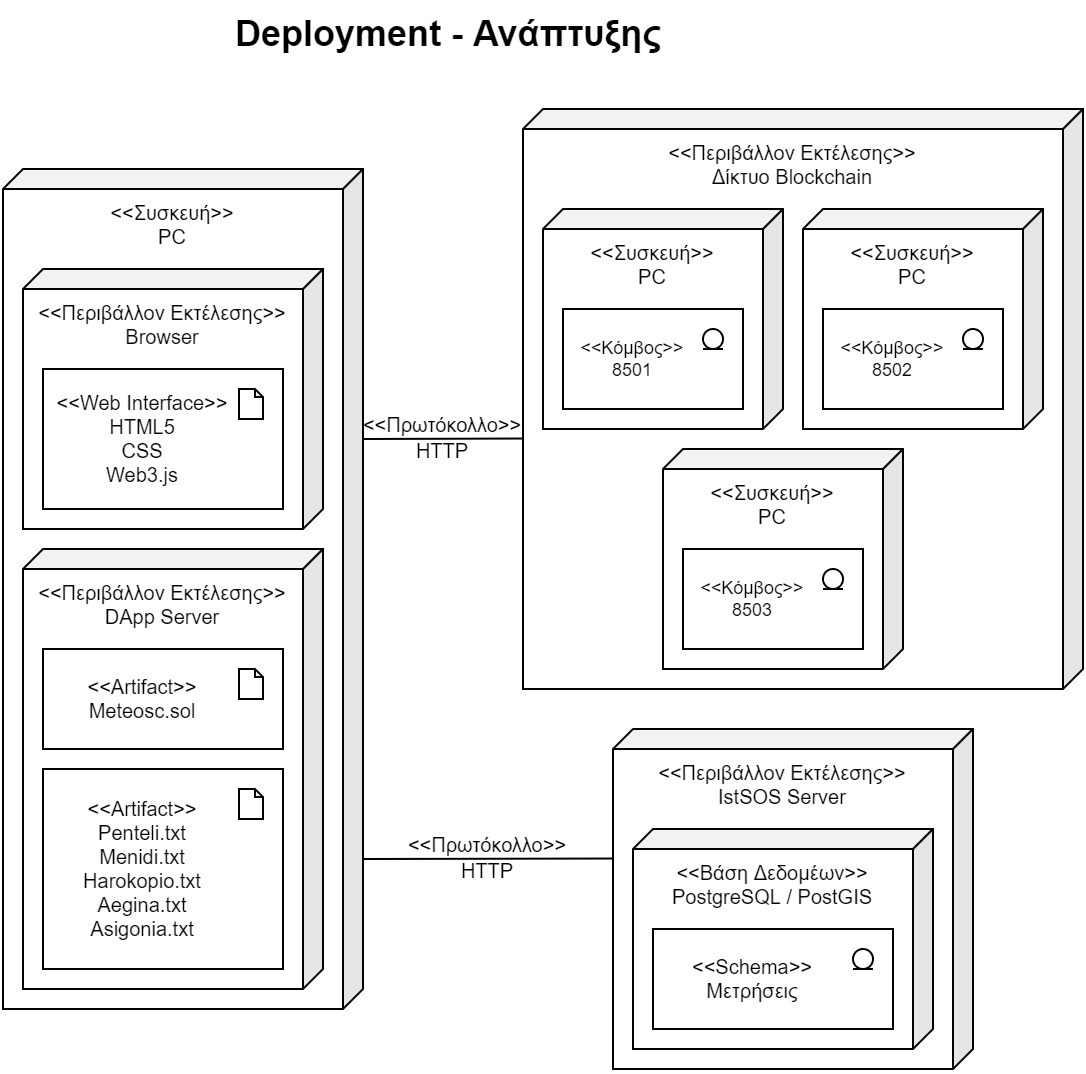 Deployment - Ανάπτυξης
<<Συσκευή>>
PC
<<Περιβάλλον Εκτέλεσης>>
Browser
<<Web Interface>>
HTML5
CSS
Web3.js
<<Περιβάλλον Εκτέλεσης>>
DApp Server
<<Artifact>>
Meteosc.sol
<<Artifact>>
Penteli.txt
Menidi.txt
Harokopio.txt
Aegina.txt
Asigonia.txt
<<Πρωτόκολλο>>
HTTP
<<Περιβάλλον Εκτέλεσης>>
Δίκτυο Blockchain
<<Συσκευή>>
PC
<<Κόμβος>>
8501
<<Συσκευή>>
PC
<<Κόμβος>>
8502
<<Συσκευή>>
PC
<<Κόμβος>>
8503
<<Πρωτόκολλο>>
HTTP
<<Περιβάλλον Εκτέλεσης>>
IstSOS Server
<<Βάση Δεδομέων>>
PostgreSQL / PostGIS
<<Schema>>
Μετρήσεις